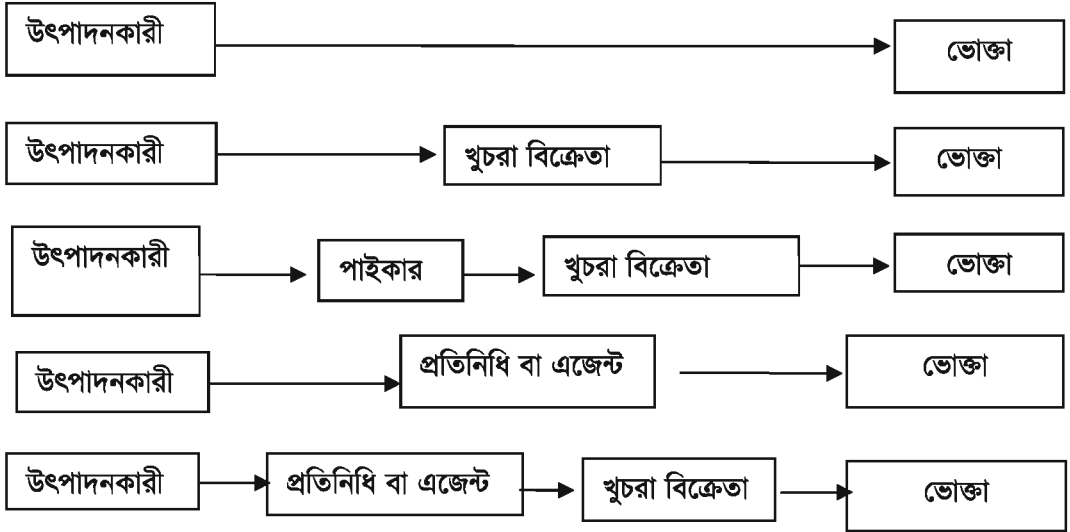 উৎপাদনকারী ভোক্তা
উৎপাদনকারী খুচরা বিক্রেতা ভোক্তা
উৎপাদনকারী পাইকার খুচরা বিক্রেতা ভোক্তা
উৎপাদনকারী প্রতিনিধি বা এজেন্ট ভোক্তা
উৎপাদনকারী প্রতিনিধি বা এজেন্ট খুচরা বিক্রেতা ভোক্তা